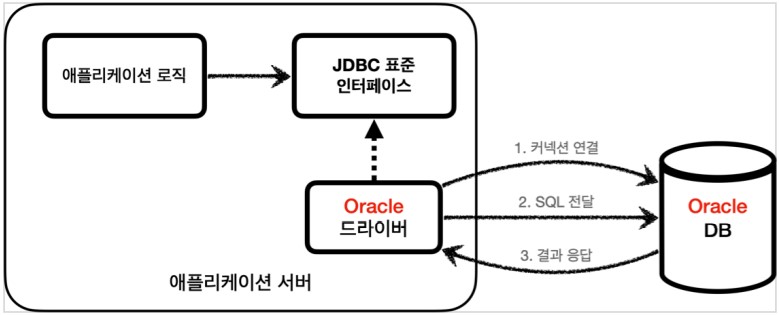 애플리케이션 로직
JDBC 표준
인터페이스
1. 커넥션 연결
Oracle
드라이버
2. SQL 전달
Oracle
DB
3. 결과 응답
애플리케이션 서버